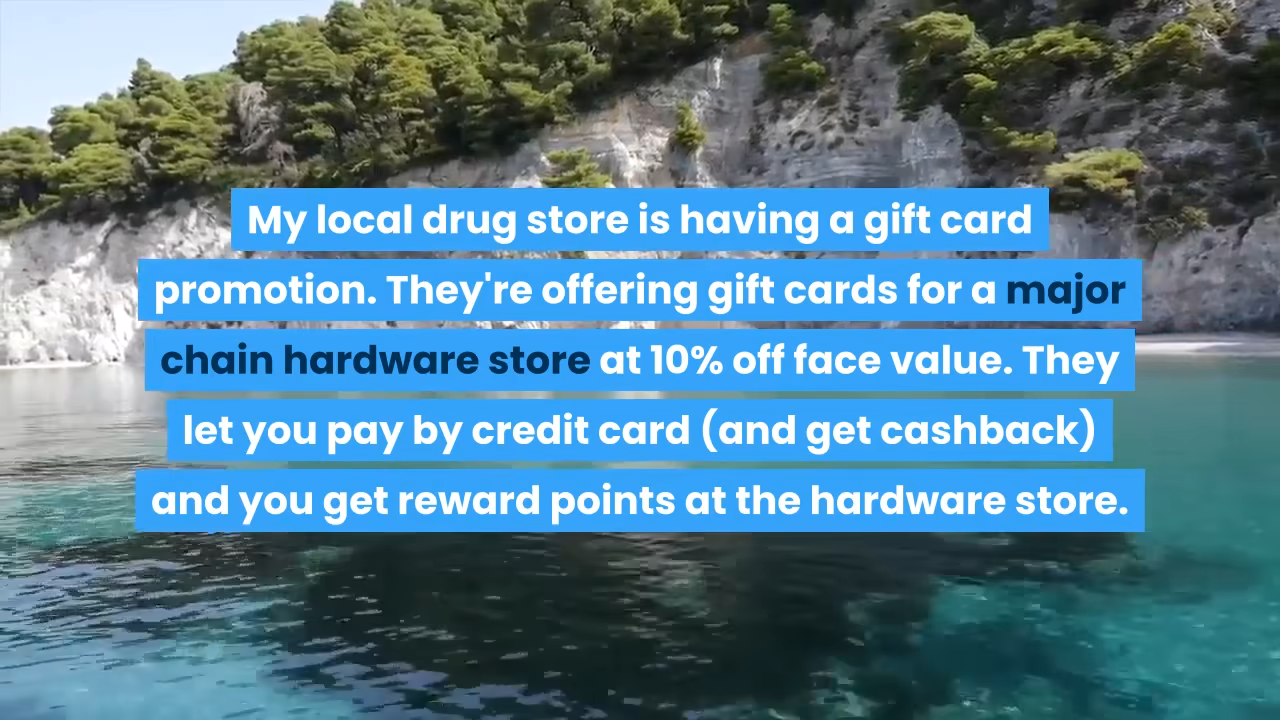 My local drug store is having a gift card
promotion. They're offering gift cards for a major
chain hardware store at 10% off face value. They
let you pay by credit card (and get cashback)
and you get reward points at the hardware store.